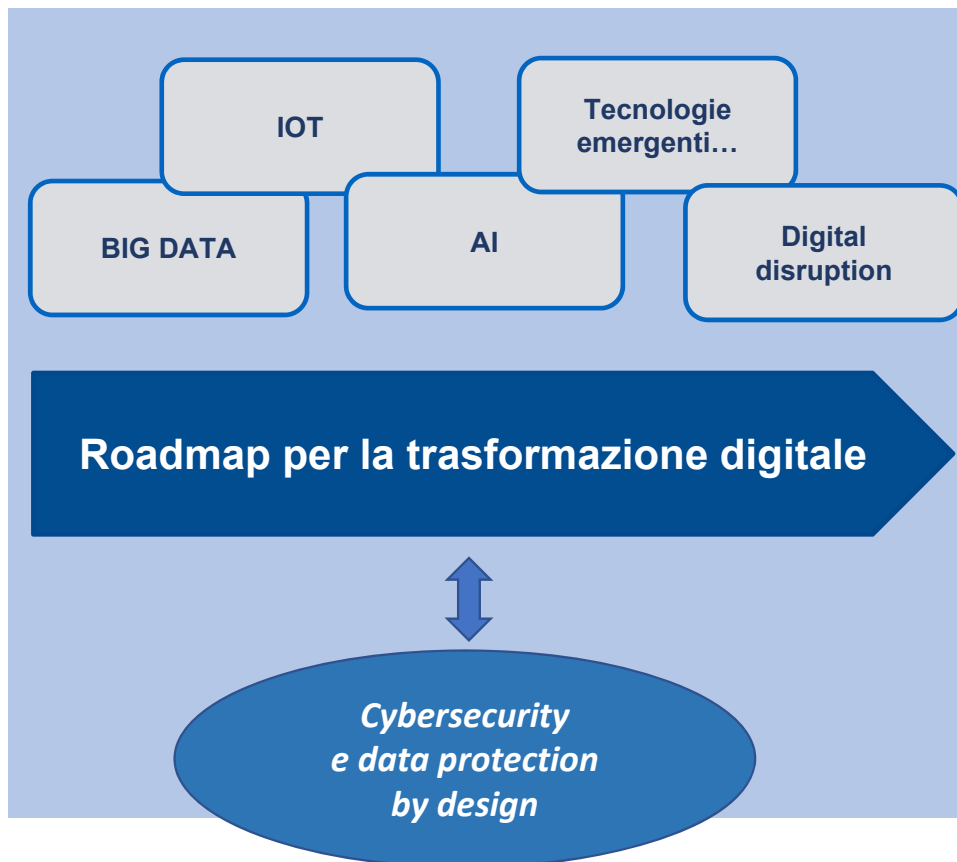 IOT
Tecnologie
emergenti…
BIG DATA
AI
Digital
disruption
Roadmap per la trasformazione digitale
Cybersecurity
e data protection
by design